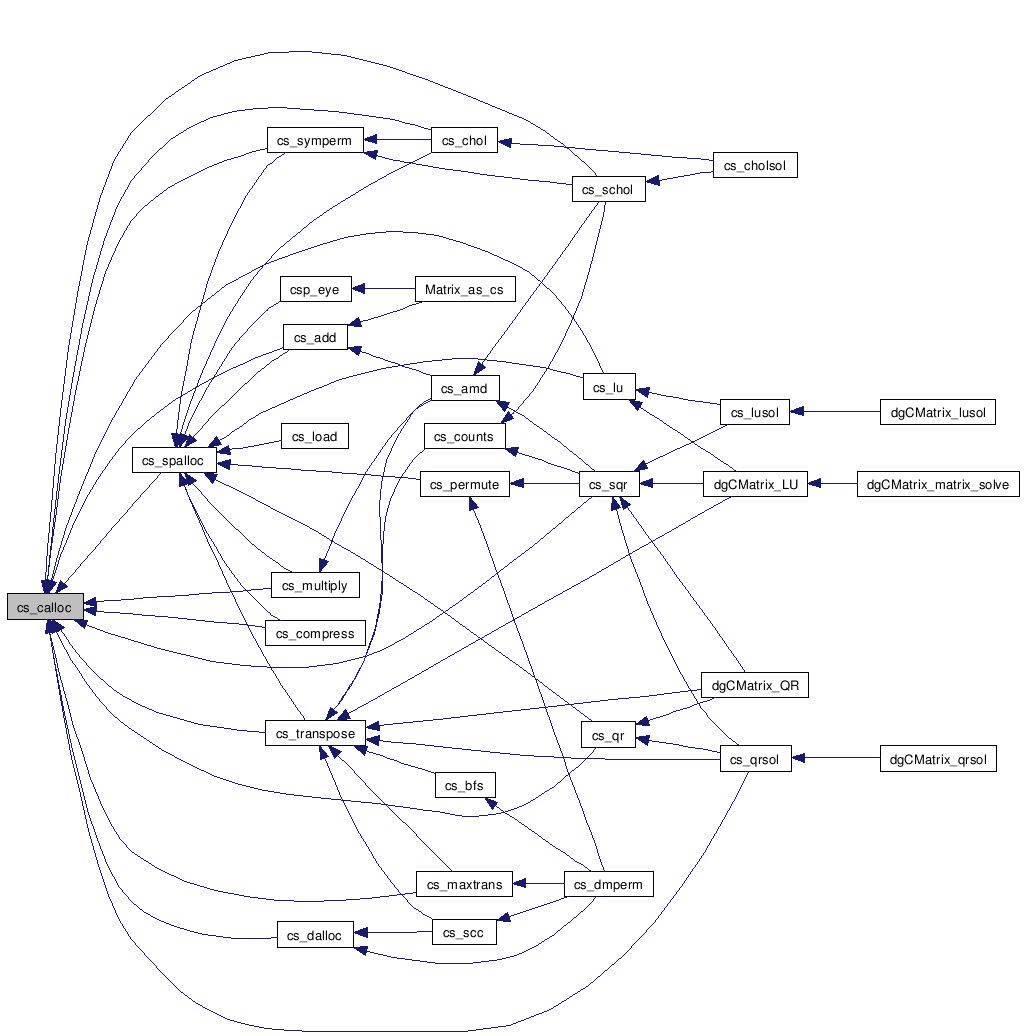 cs_symperm
cs_chol
cs_cholsol
cs_schol
csp_eye
Matrix_as_cs
cs_add
cs_amd
cs_lu
cs_lusol
dgCMatrix_lusol
cs_load
cs_counts
cs_spalloc
cs_permute
cs_sqr
dgCMatrix_LU
dgCMatrix_matrix_solve
cs_multiply
cs_calloc
cs_compress
dgCMatrix_QR
cs_transpose
cs_qr
cs_qrsol
dgCMatrix_qrsol
cs_bfs
cs_maxtrans
cs_dmperm
cs_dalloc
cs_scc